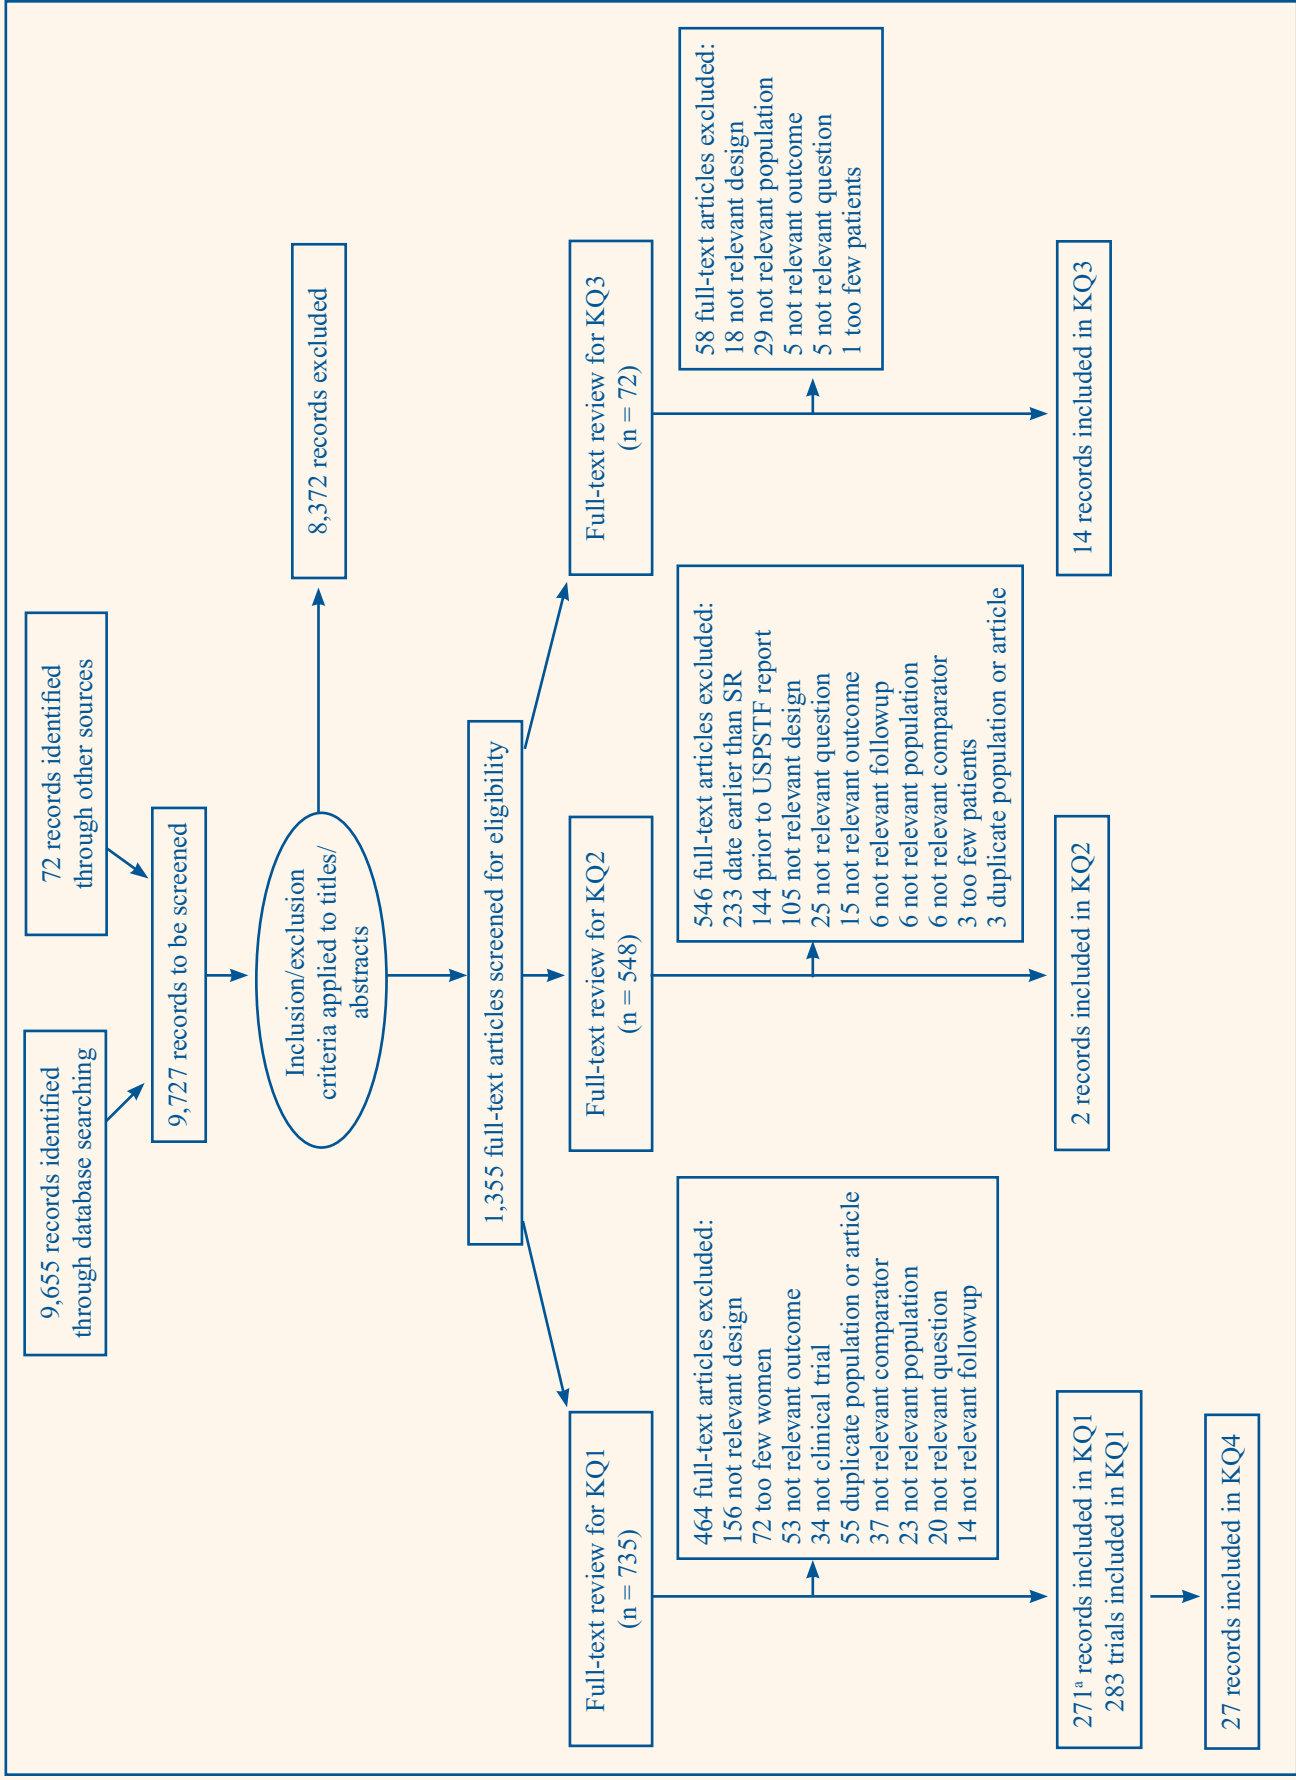 9,655 records identified
through database searching
72 records identified
through other sources
9,727 records to be screened
Inclusion/exclusion
criteria applied to titles/
abstracts
8,372 records excluded
1,355 full-text articles screened for eligibility
Full-text review for KQ1
(n = 735)
Full-text review for KQ2
(n = 548)
Full-text review for KQ3
(n = 72)
464 full-text articles excluded:
156 not relevant design
72 too few women
53 not relevant outcome
34 not clinical trial
55 duplicate population or article
37 not relevant comparator
23 not relevant population
20 not relevant question
14 not relevant followup
546 full-text articles excluded:
233 date earlier than SR
144 prior to USPSTF report
105 not relevant design
25 not relevant question
15 not relevant outcome
6 not relevant followup
6 not relevant population
6 not relevant comparator
3 too few patients
3 duplicate population or article
58 full-text articles excluded:
18 not relevant design
29 not relevant population
5 not relevant outcome
5 not relevant question
1 too few patients
271ª records included in KQ1
283 trials included in KQ1
2 records included in KQ2
14 records included in KQ3
27 records included in KQ4